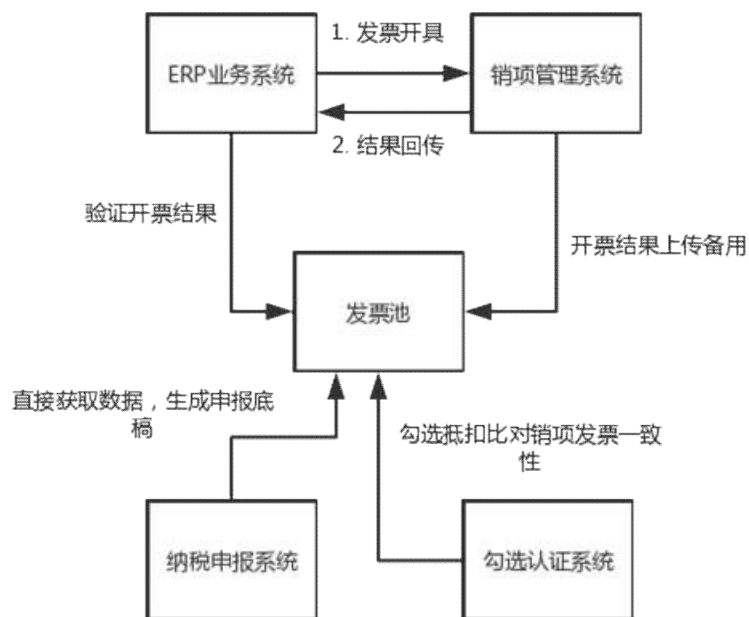 1. 发票开具
ERP业务系统
销项管理系统
2. 结果回传
验证开票结果
开票结果上传备用
发票池
直接获取数据，生成申报底
稿
勾选抵扣比对销项发票一致
性
纳税申报系统
勾选认证系统